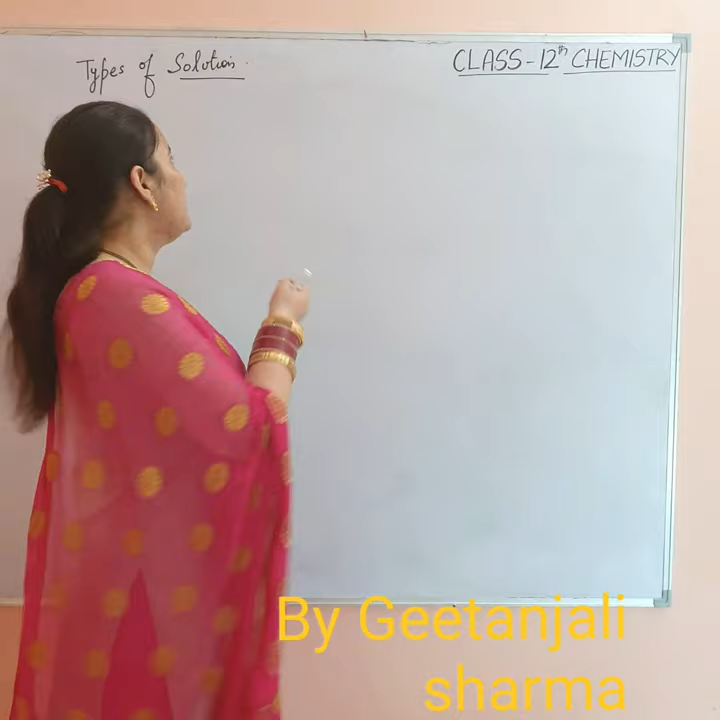 Types of Solution.
CLASS-12th CHEMISTRY
By Geetanjali
sharma